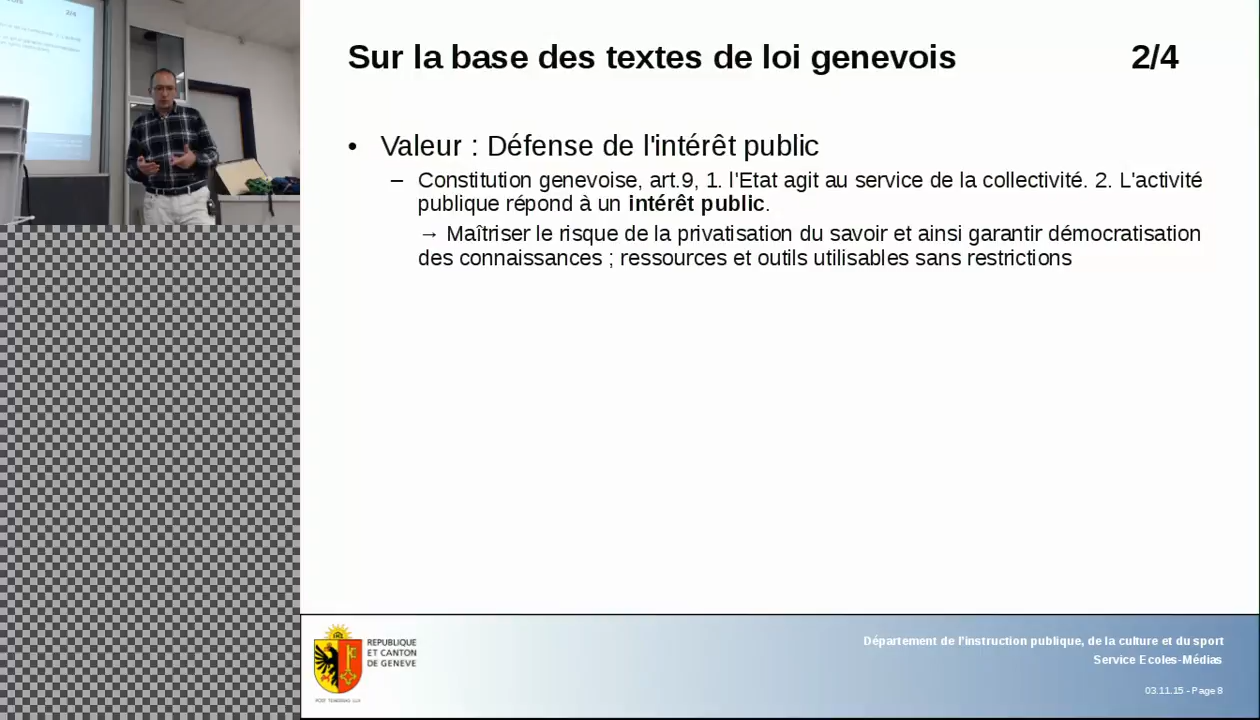 Sur la base des textes de loi genevois 2/4
• Valeur : Défense de l'intérêt public
– Constitution genevoise, art.9, 1. l'Etat agit au service de la collectivité. 2. L'activité
publique répond à un intérêt public.
→ Maîtriser le risque de la privatisation du savoir et ainsi garantir démocratisation
des connaissances ; ressources et outils utilisables sans restrictions
REPUBLIQUE
ET CANTON
DE GENEVE
POST TENEBRAS LUX
Département de l'instruction publique, de la culture et du sport
Service Ecoles-Médias
03.11.15 - Page 8
2/4